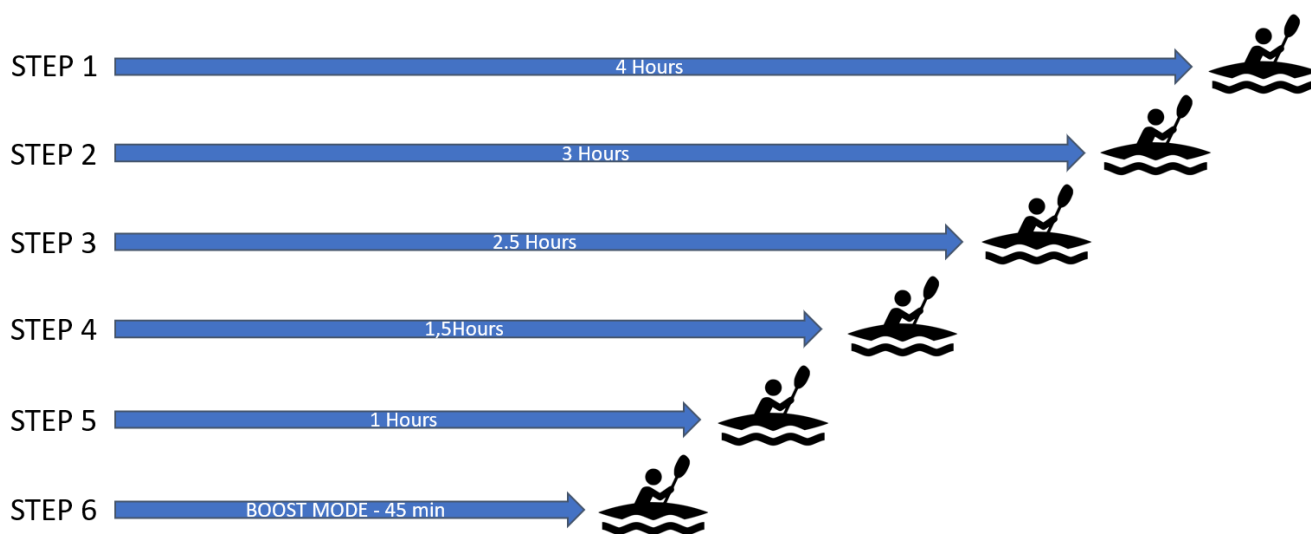 STEP 1
4 Hours
STEP 2
3 Hours
STEP 3
2.5 Hours
STEP 4
1,5Hours
STEP 5
1 Hours
STEP 6
BOOST MODE - 45 min